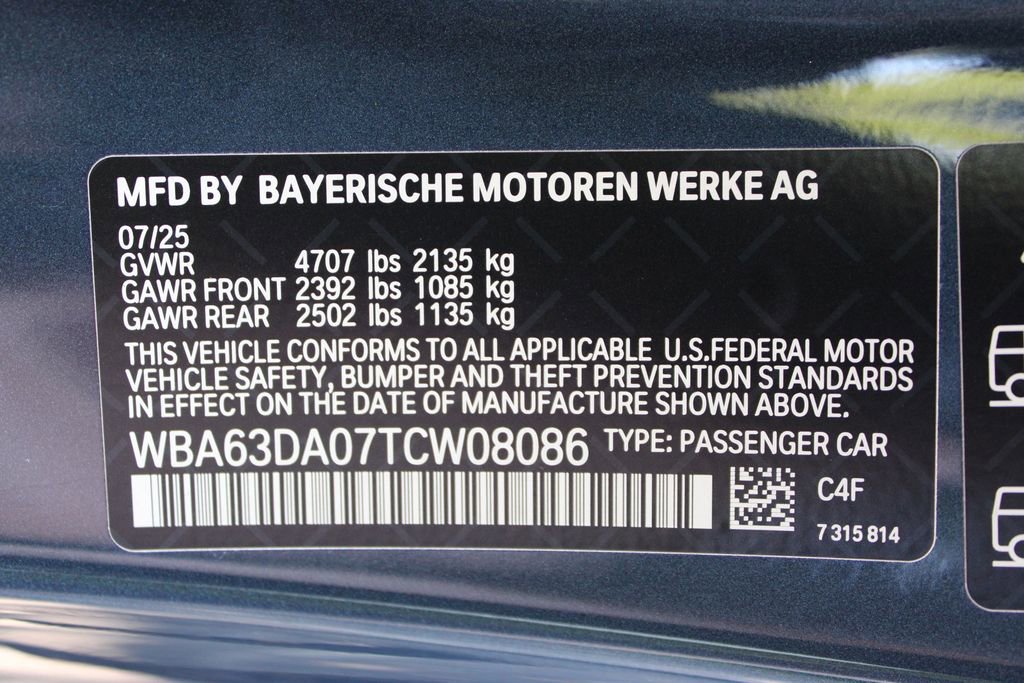 MFD BY BAYERISCHE MOTOREN WERKE AG
07/25
GVWR 4707 lbs 2135 kg
GAWR FRONT 2392 lbs 1085 kg
GAWR REAR 2502 lbs 1135 kg
THIS VEHICLE CONFORMS TO ALL APPLICABLE U.S.FEDERAL MOTOR
VEHICLE SAFETY, BUMPER AND THEFT PREVENTION STANDARDS
IN EFFECT ON THE DATE OF MANUFACTURE SHOWN ABOVE.
WBA63DA07TCW08086 TYPE: PASSENGER CAR
C4F
7 315 814